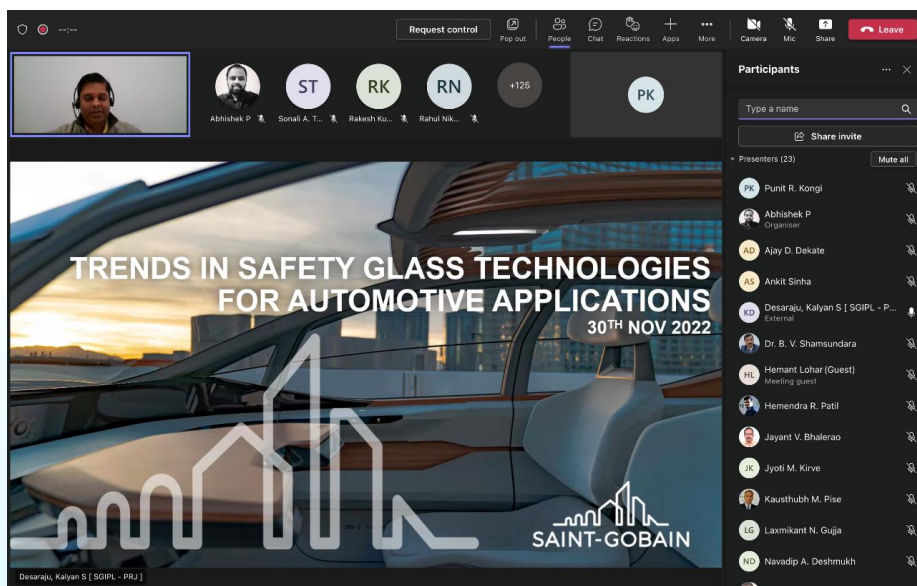 --:--
Request control
Pop out
People
Chat
Reactions
Apps
More
Camera
Mic
Share
Leave
ST
RK
RN
+125
PK
Abhishek P
Sonali A. T...
Rakesh Ku...
Rahul Nik...
TRENDS IN SAFETY GLASS TECHNOLOGIES
FOR AUTOMOTIVE APPLICATIONS
30TH NOV 2022
SAINT-GOBAIN
Desaraju, Kalyan S [ SGIPL - PRJ ]
Participants
Type a name
Share invite
Presenters (23)
Mute all
PK Punit R. Kongi
Abhishek P
Organiser
AD Ajay D. Dekate
AS Ankit Sinha
KD Desaraju, Kalyan S [ SGIPL - P...
External
Dr. B. V. Shamsundara
HL Hemant Lohar (Guest)
Meeting guest
Hemendra R. Patil
Jayant V. Bhalerao
JK Jyoti M. Kirve
Kausthubh M. Pise
LG Laxmikant N. Gujja
ND Navadip A. Deshmukh